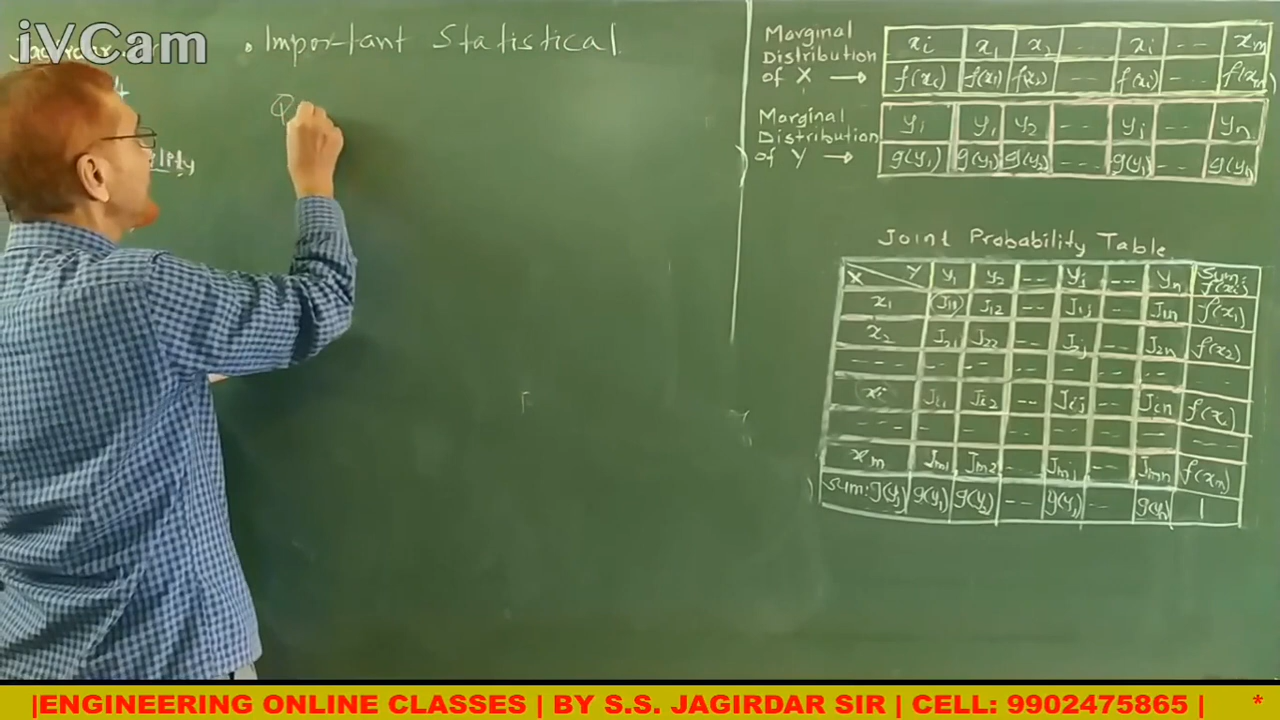 iVCam
Jagirdar
Important Statistical
ility
Marginal
Distribution
of X →
xi x1 x2 -- xi -- xm
f(xi) f(x1) f(x2) -- f(xi) -- f(xm)
Marginal
Distribution
of Y →
yj y1 y2 -- yj -- yn
g(yj) g(y1) g(y2) -- g(yj) -- g(yn)
Joint Probability Table
X Y y1 y2 -- yj -- yn Sum: f(xi)
x1 J11 J12 -- J1j -- J1n f(x1)
x2 J21 J22 -- J2j -- J2n f(x2)
-- -- -- -- -- -- -- --
xi Ji1 Ji2 -- Jij -- Jin f(xi)
-- -- -- -- -- -- -- --
xm Jm1 Jm2 -- Jmj -- Jmn f(xm)
Sum: g(yj) g(y1) g(y2) -- g(yj) -- g(yn) 1
|ENGINEERING ONLINE CLASSES | BY S.S. JAGIRDAR SIR | CELL: 9902475865 | *